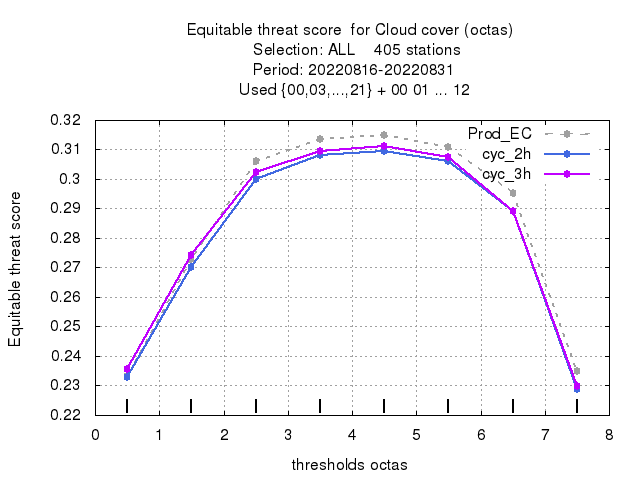 Equitable threat score  for Cloud cover (octas)
Selection: ALL    405 stations
Period: 20220816-20220831
Used {00,03,...,21} + 00 01 ... 12
Equitable threat score
0.32
0.31
0.3
0.29
0.28
0.27
0.26
0.25
0.24
0.23
0.22
Prod_EC
cyc_2h
cyc_3h
0 1 2 3 4 5 6 7 8
thresholds octas